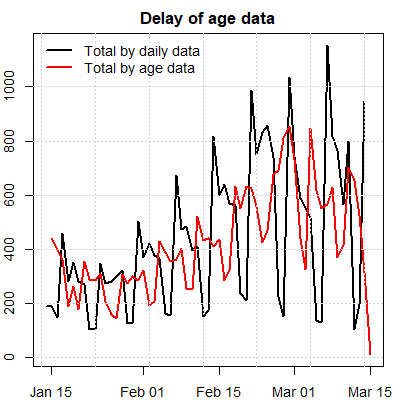 Delay of age data
Total by daily data
Total by age data
1000
800
600
400
200
0
Jan 15 Feb 01 Feb 15 Mar 01 Mar 15